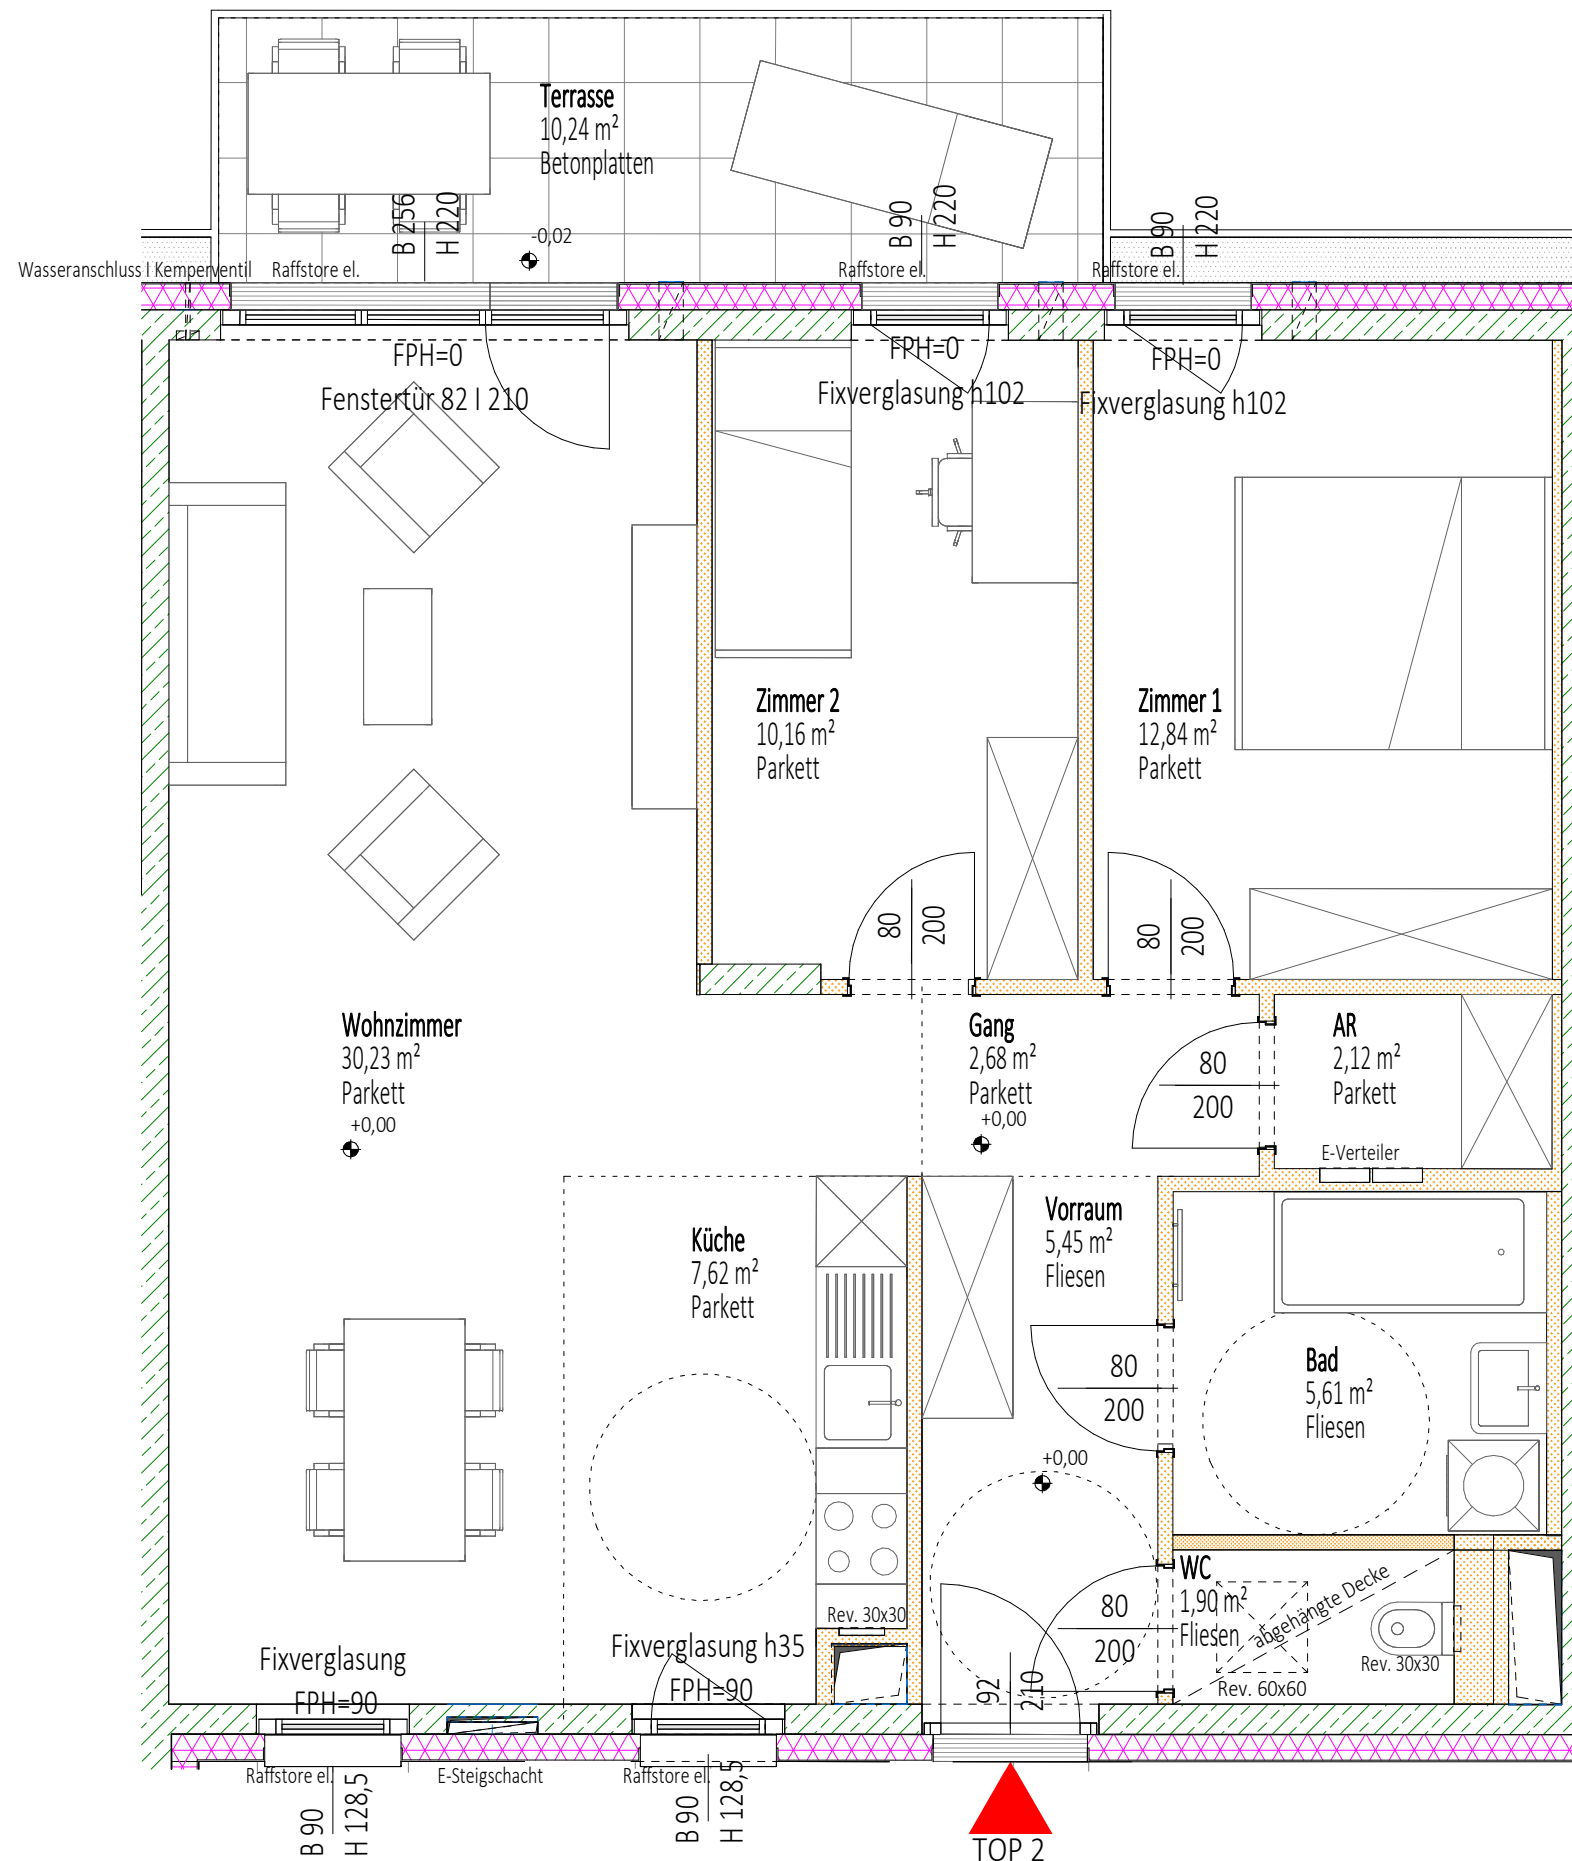 Terrasse
10,24 m²
Betonplatten
B 256
H 220
-0,02
B 90
H 220
B 90
H 220
Wasseranschluss I Kemperventil
Raffstore el.
Raffstore el.
Raffstore el.
FPH=0
Fenstertür 82 I 210
FPH=0
Fixverglasung h102
FPH=0
Fixverglasung h102
Zimmer 2
10,16 m²
Parkett
Zimmer 1
12,84 m²
Parkett
80
200
80
200
Wohnzimmer
30,23 m²
Parkett
+0,00
Gang
2,68 m²
Parkett
+0,00
80
200
AR
2,12 m²
Parkett
E-Verteiler
Küche
7,62 m²
Parkett
Vorraum
5,45 m²
Fliesen
80
200
Bad
5,61 m²
Fliesen
+0,00
WC
1,90 m²
Fliesen
abgehängte Decke
80
200
Rev. 30x30
Rev. 30x30
Rev. 60x60
92
210
Fixverglasung
FPH=90
Fixverglasung h35
FPH=90
Raffstore el.
E-Steigschacht
Raffstore el.
B 90
H 128,5
B 90
H 128,5
TOP 2